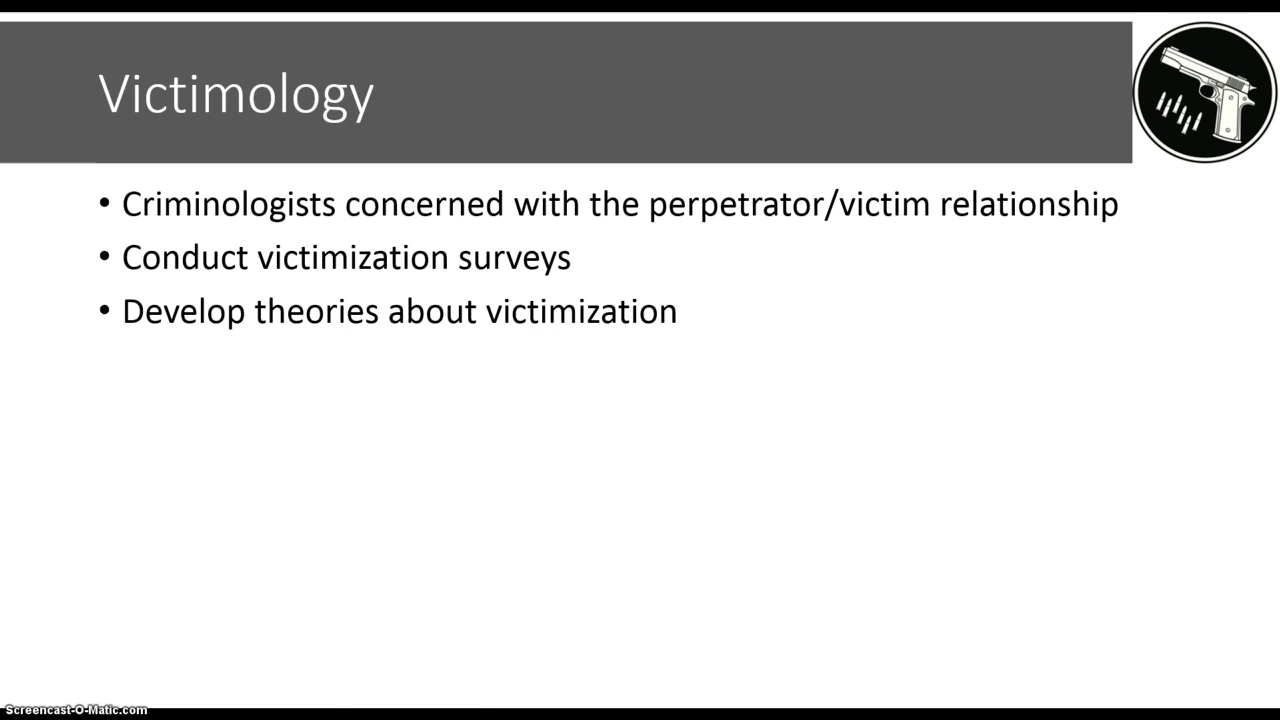 Victimology
• Criminologists concerned with the perpetrator/victim relationship
• Conduct victimization surveys
• Develop theories about victimization
Screencast-O-Matic.com